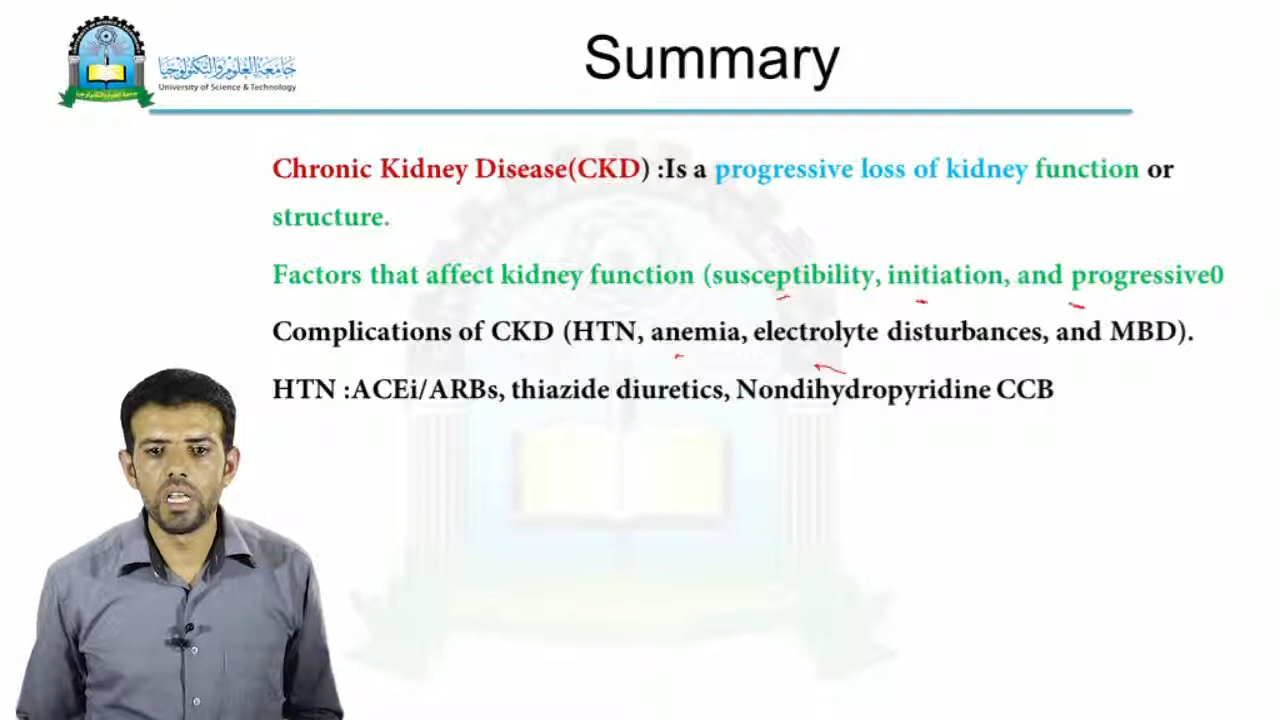 جامعة العلوم والتكنولوجيا
University of Science & Technology
Summary
Chronic Kidney Disease(CKD) :Is a progressive loss of kidney function or
structure.
Factors that affect kidney function (susceptibility, initiation, and progressive0
Complications of CKD (HTN, anemia, electrolyte disturbances, and MBD).
HTN :ACEi/ARBs, thiazide diuretics, Nondihydropyridine CCB